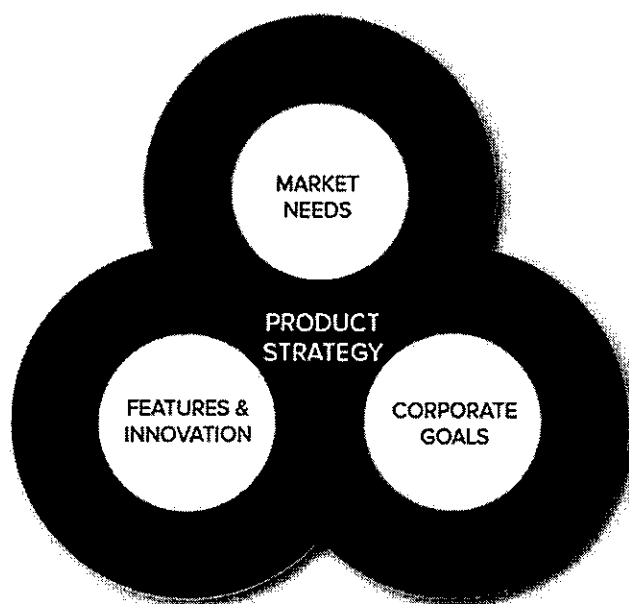 MARKET
NEEDS
PRODUCT
STRATEGY
FEATURES &
INNOVATION
CORPORATE
GOALS